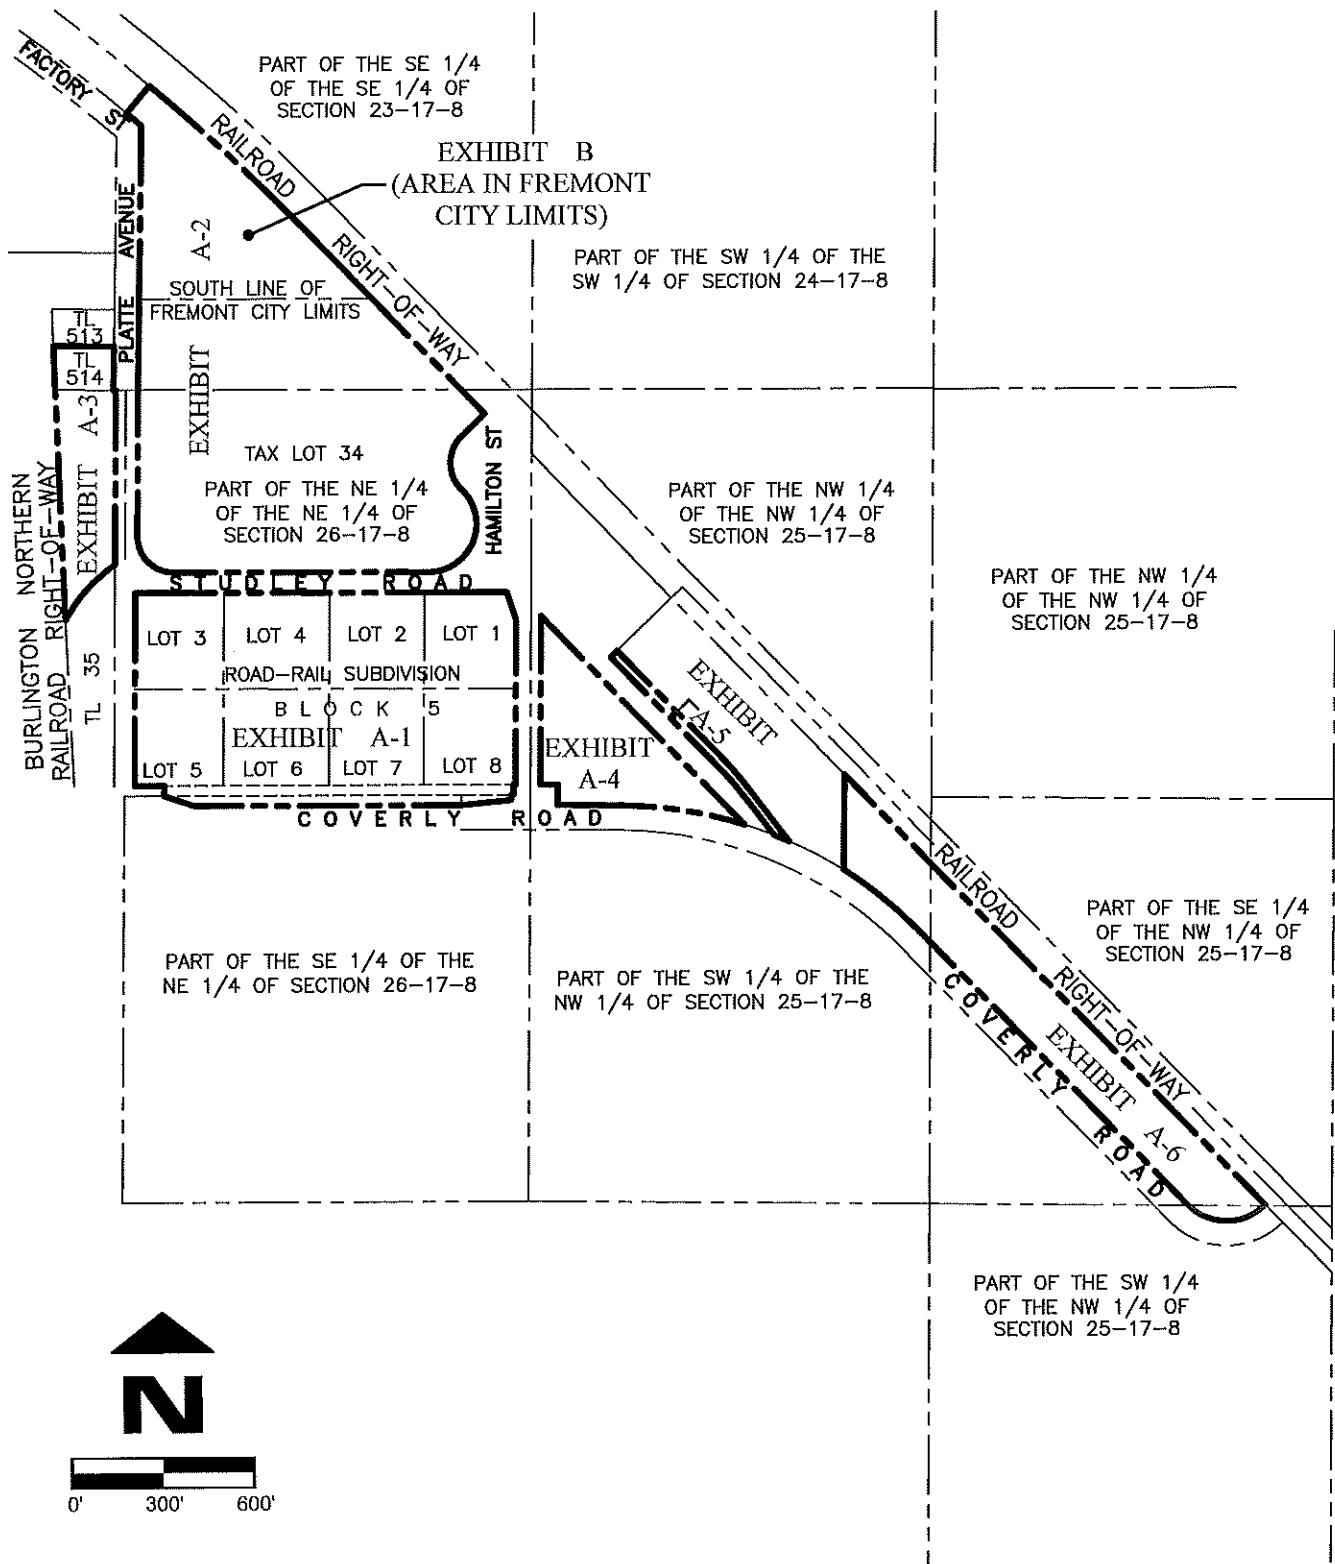 FACTORY ST
PART OF THE SE 1/4
OF THE SE 1/4 OF
SECTION 23-17-8
RAILROAD RIGHT-OF-WAY
EXHIBIT B
(AREA IN FREMONT
CITY LIMITS)
PLATTE AVENUE
EXHIBIT A-2
PART OF THE SW 1/4 OF THE
SW 1/4 OF SECTION 24-17-8
SOUTH LINE OF
FREMONT CITY LIMITS
TL
513
TL
514
EXHIBIT A-3
TAX LOT 34
PART OF THE NE 1/4
OF THE NE 1/4 OF
SECTION 26-17-8
HAMILTON ST
PART OF THE NW 1/4
OF THE NW 1/4 OF
SECTION 25-17-8
PART OF THE NW 1/4
OF THE NW 1/4 OF
SECTION 25-17-8
BURLINGTON NORTHERN
RAILROAD RIGHT-OF-WAY
TL 35
STUDLEY ROAD
LOT 3
LOT 4
LOT 2
LOT 1
ROAD-RAIL SUBDIVISION
BLOCK 5
EXHIBIT A-1
LOT 5
LOT 6
LOT 7
LOT 8
EXHIBIT
A-4
EXHIBIT
A-5
COVERLY ROAD
RAILROAD RIGHT-OF-WAY
PART OF THE SE 1/4
OF THE NW 1/4 OF
SECTION 25-17-8
PART OF THE SE 1/4 OF THE
NE 1/4 OF SECTION 26-17-8
PART OF THE SW 1/4 OF THE
NW 1/4 OF SECTION 25-17-8
EXHIBIT A-6
COVERLY ROAD
PART OF THE SW 1/4
OF THE NW 1/4 OF
SECTION 25-17-8
N
0' 300' 600'